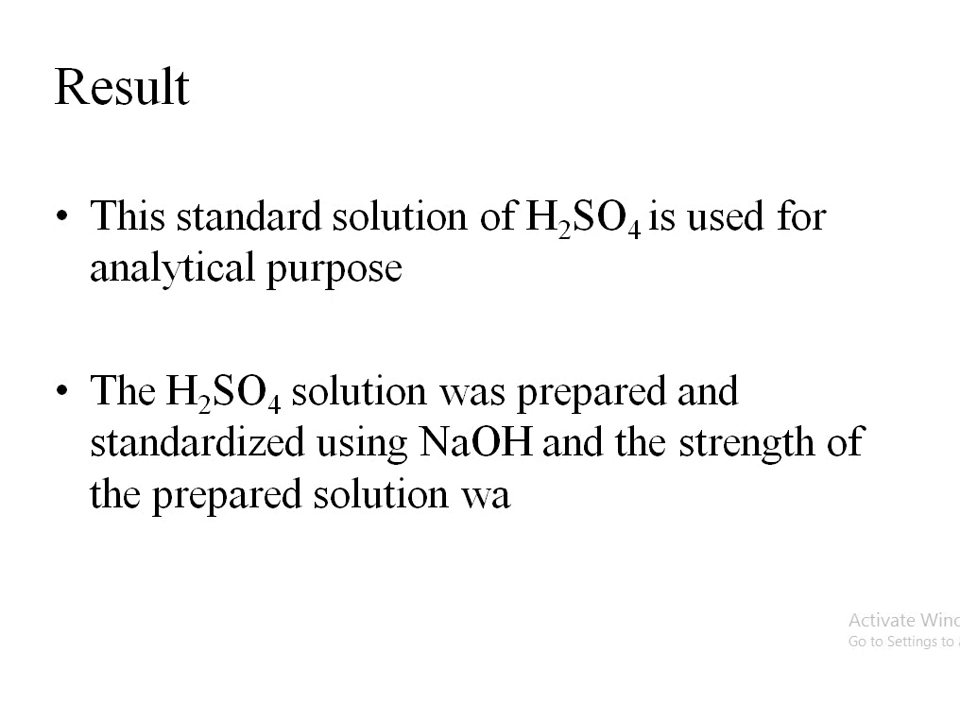 Result
• This standard solution of H₂SO₄ is used for
analytical purpose
• The H₂SO₄ solution was prepared and
standardized using NaOH and the strength of
the prepared solution wa
Activate Winc
Go to Settings to